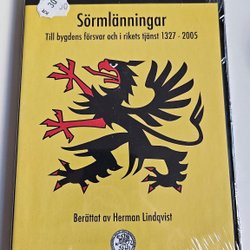 Sörmlänningar
Till bygdens försvar och i rikets tjänst 1327 - 2005
Berättat av Herman Lindqvist